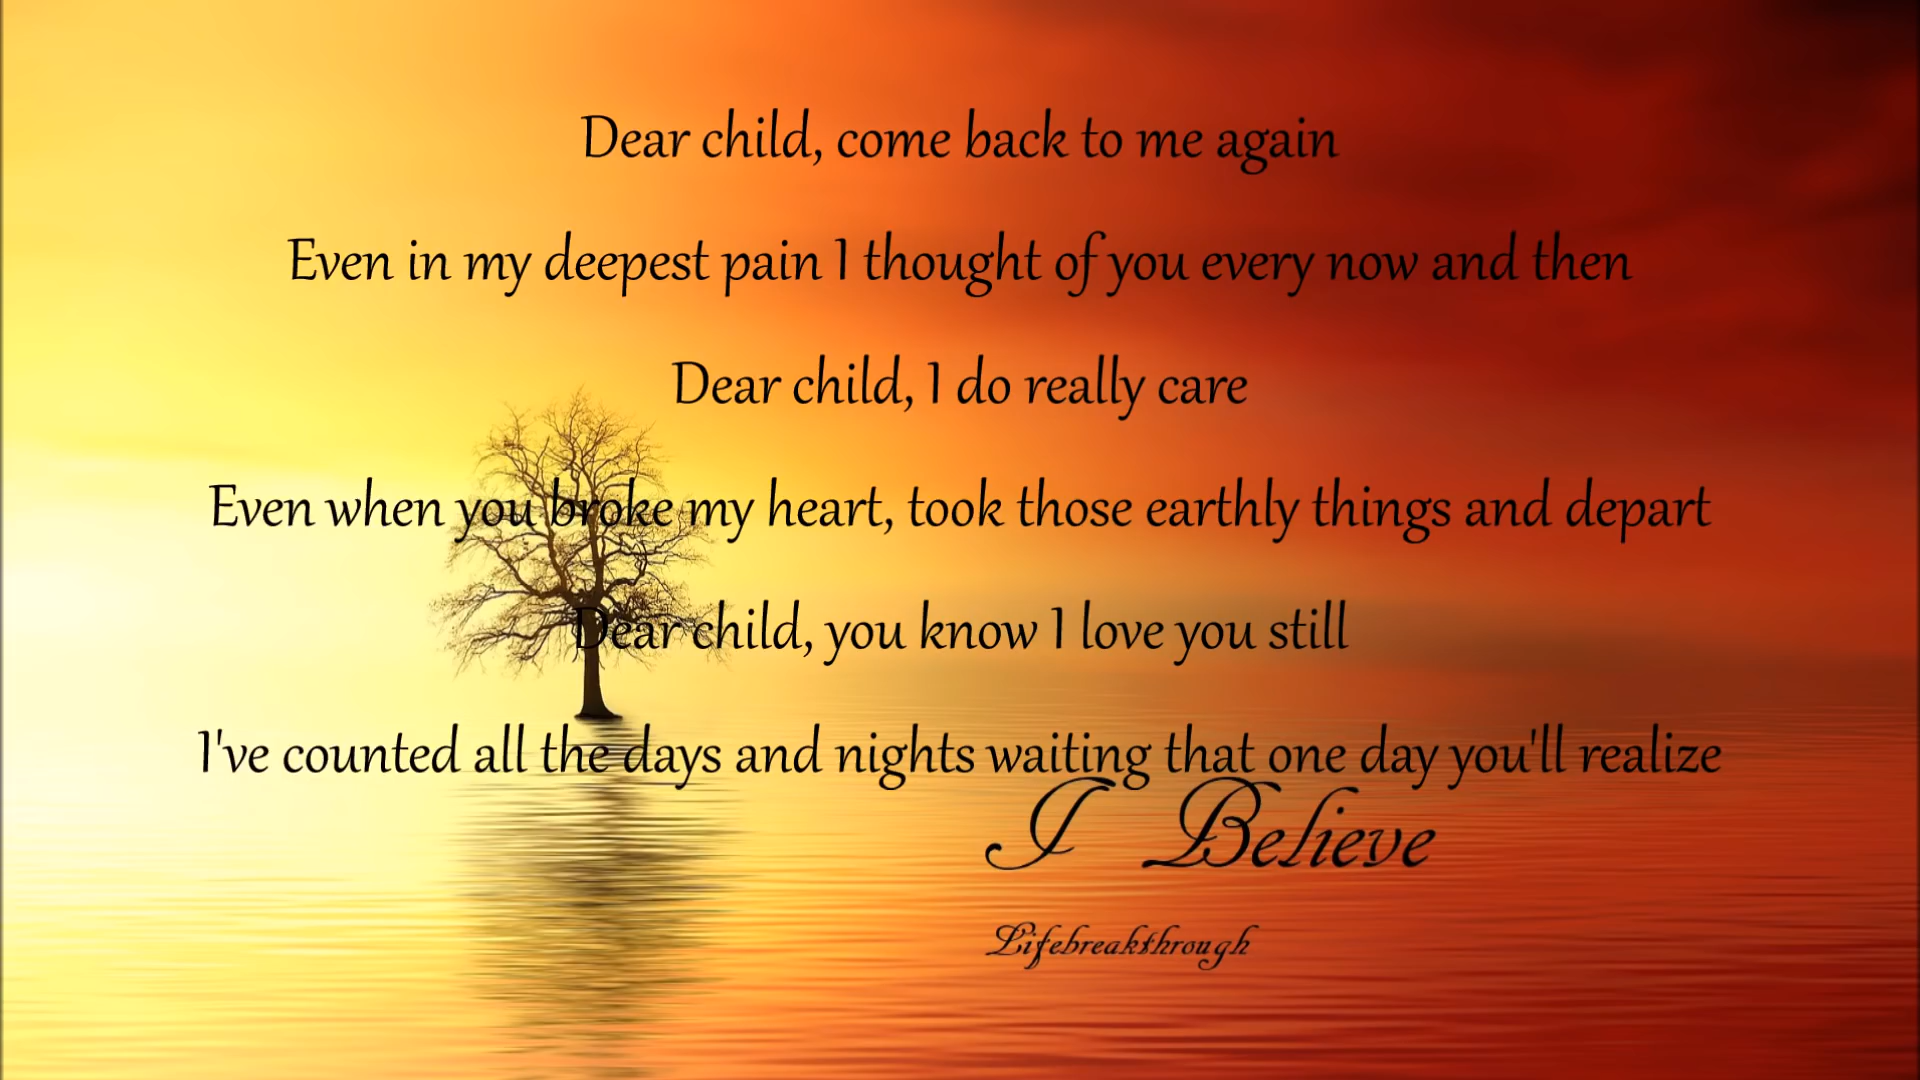 Dear child, come back to me again
Even in my deepest pain I thought of you every now and then
Dear child, I do really care
Even when you broke my heart, took those earthly things and depart
Dear child, you know I love you still
I've counted all the days and nights waiting that one day you'll realize
I Believe
Lifebreakthrough